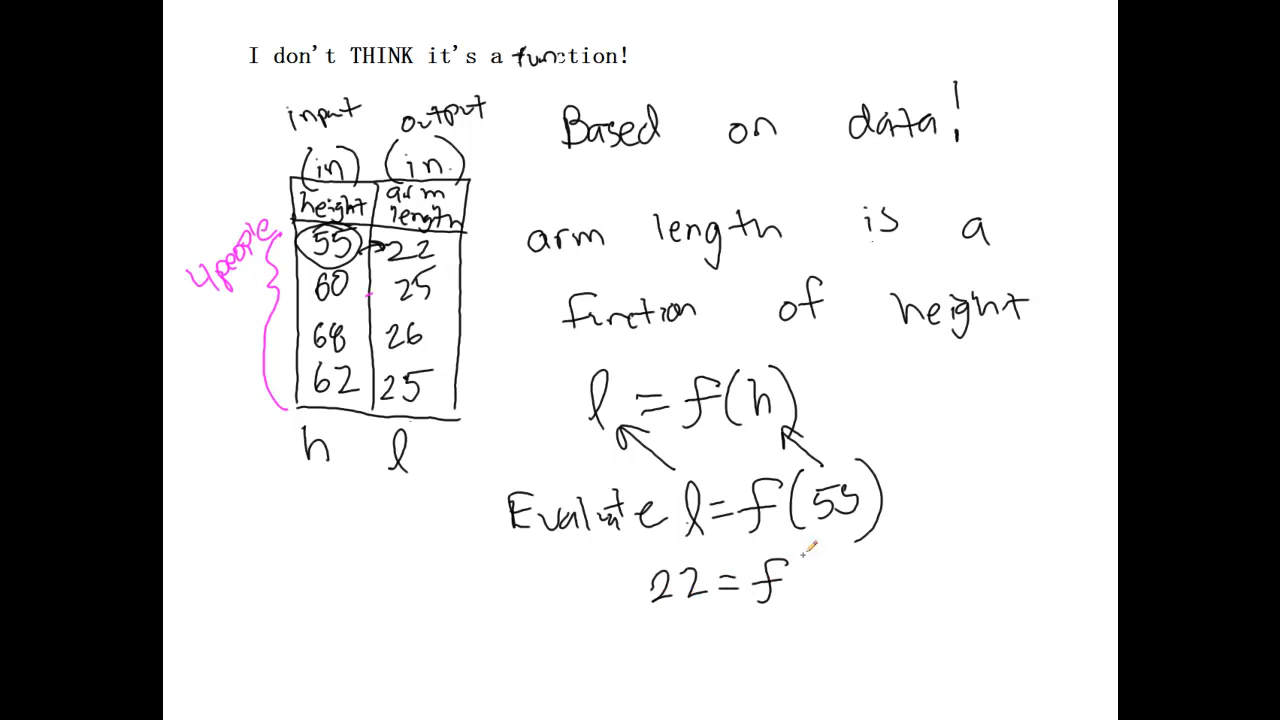 I don't THINK it's a function!
input output
(in) (in.)
height arm length
55 → 22
60 25
68 26
62 25
h l
4 people
Based on data!
arm length is a
function of height
l = f(h)
Evaluate l = f(55)
22 = f